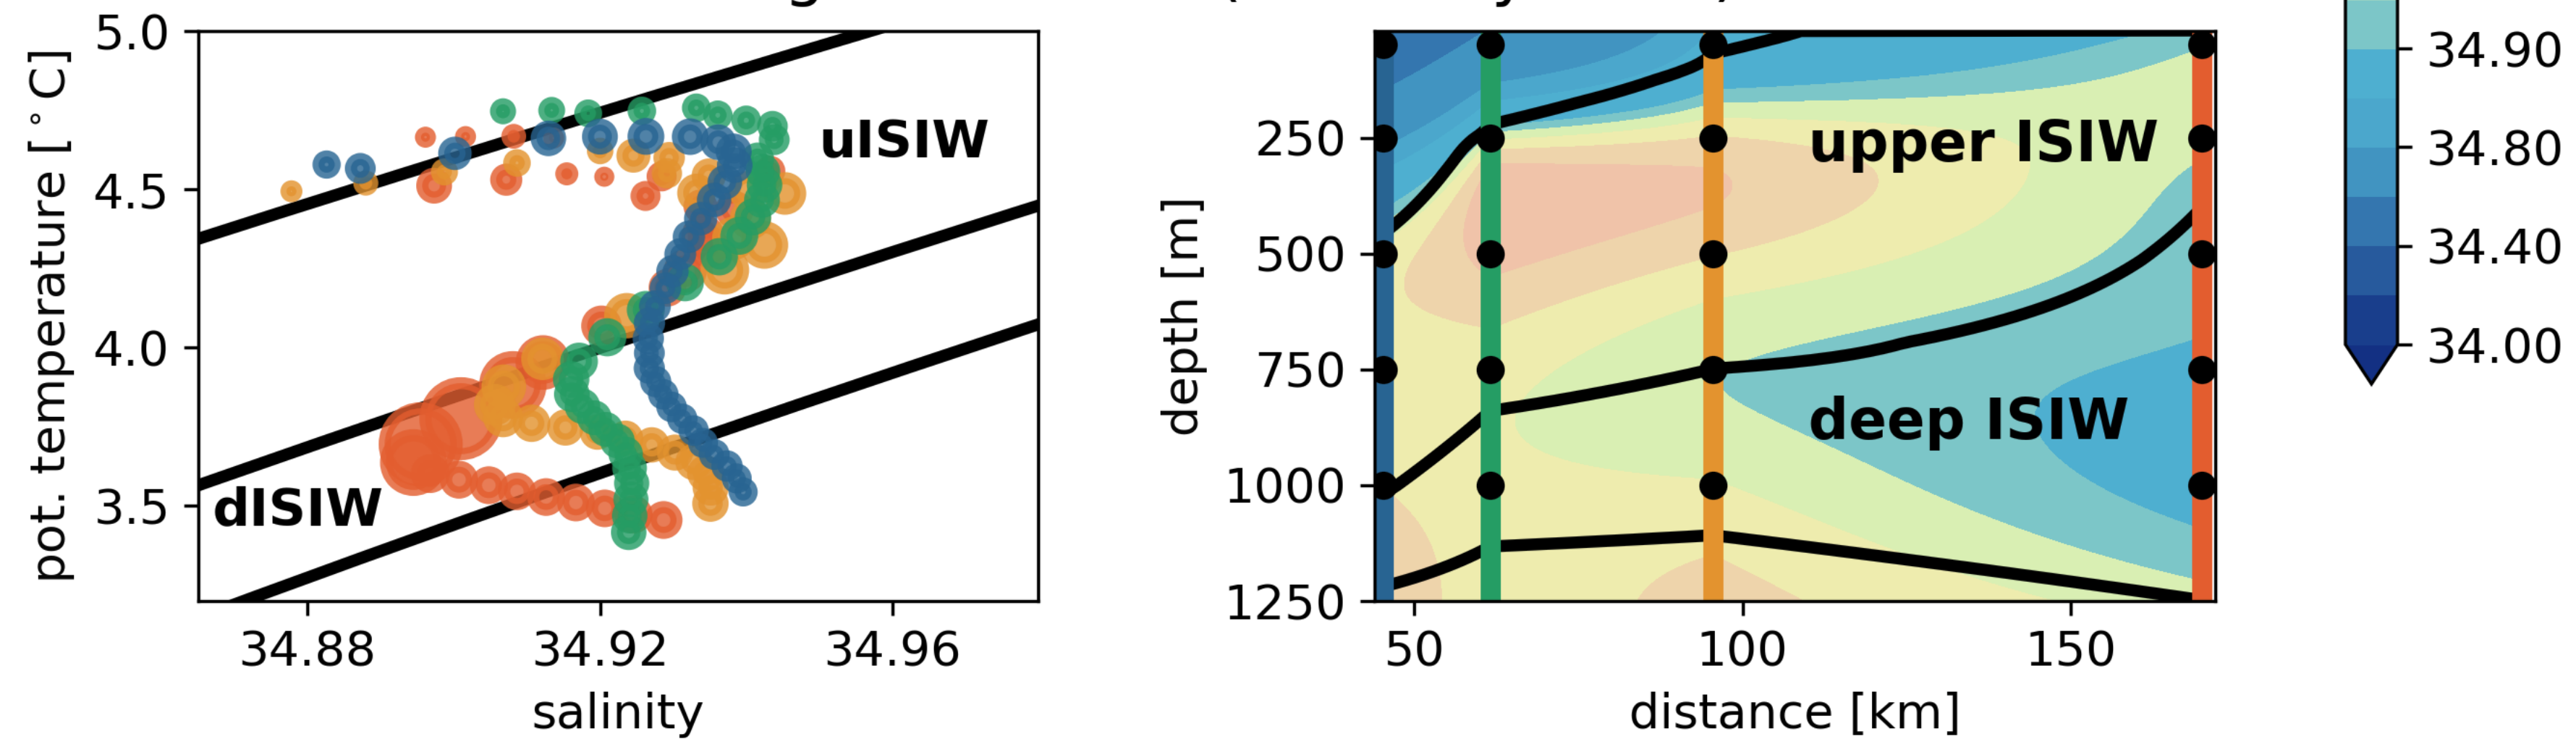 5.0
4.5
4.0
3.5
pot. temperature [°C]
uISIW
dISIW
34.88
34.92
34.96
salinity
250
500
750
1000
1250
depth [m]
upper ISIW
deep ISIW
50
100
150
distance [km]
34.90
34.80
34.40
34.00